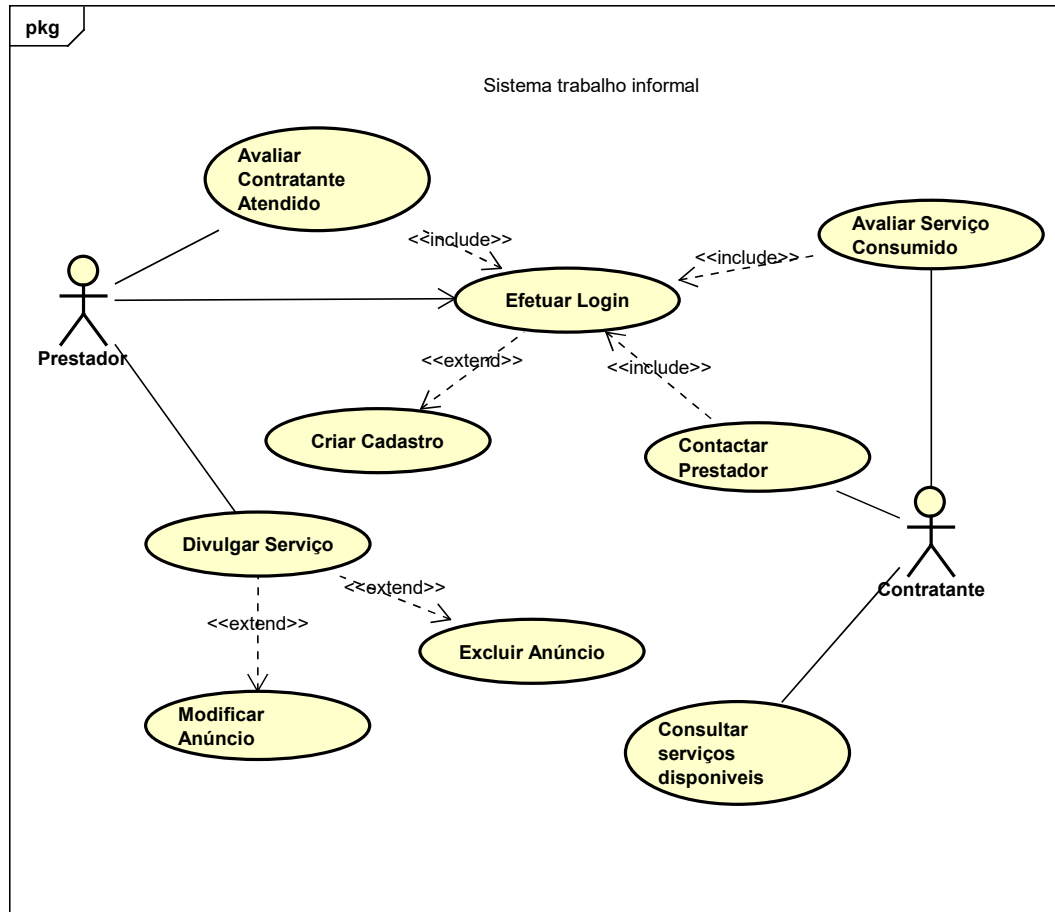 pkg
Sistema trabalho informal
Avaliar
Contratante
Atendido
Avaliar Serviço
Consumido
<<include>>
<<include>>
Efetuar Login
Prestador
<<extend>>
<<include>>
Criar Cadastro
Contactar
Prestador
Divulgar Serviço
<<extend>>
Contratante
<<extend>>
Excluir Anúncio
Modificar
Anúncio
Consultar
serviços
disponiveis